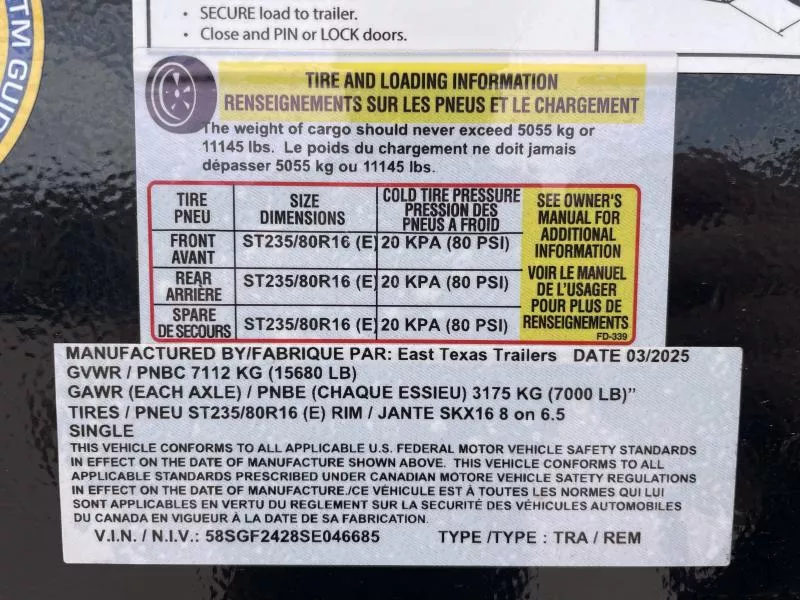 • SECURE load to trailer.
• Close and PIN or LOCK doors.
TM GUID
TIRE AND LOADING INFORMATION
RENSEIGNEMENTS SUR LES PNEUS ET LE CHARGEMENT
The weight of cargo should never exceed 5055 kg or
11145 lbs. Le poids du chargement ne doit jamais
dépasser 5055 kg ou 11145 lbs.
TIRE
PNEU
SIZE
DIMENSIONS
COLD TIRE PRESSURE
PRESSION DES
PNEUS A FROID
SEE OWNER'S
MANUAL FOR
ADDITIONAL
INFORMATION
VOIR LE MANUEL
DE L'USAGER
POUR PLUS DE
RENSEIGNEMENTS
FRONT
AVANT
ST235/80R16 (E) 20 KPA (80 PSI)
REAR
ARRIÈRE
ST235/80R16 (E) 20 KPA (80 PSI)
SPARE
DE SECOURS
ST235/80R16 (E) 20 KPA (80 PSI)
FD-339
MANUFACTURED BY/FABRIQUE PAR: East Texas Trailers DATE 03/2025
GVWR / PNBC 7112 KG (15680 LB)
GAWR (EACH AXLE) / PNBE (CHAQUE ESSIEU) 3175 KG (7000 LB)"
TIRES / PNEU ST235/80R16 (E) RIM / JANTE SKX16 8 on 6.5
SINGLE
THIS VEHICLE CONFORMS TO ALL APPLICABLE U.S. FEDERAL MOTOR VEHICLE SAFETY STANDARDS
IN EFFECT ON THE DATE OF MANUFACTURE SHOWN ABOVE. THIS VEHICLE CONFORMS TO ALL
APPLICABLE STANDARDS PRESCRIBED UNDER CANADIAN MOTORE VEHICLE SATETY REGULATIONS
IN EFFECT ON THE DATE OF MANUFACTURE./CE VÉHICULE EST À TOUTES LES NORMES QUI LUI
SONT APPLICABLES EN VERTU DU REGLEMENT SUR LA SECURITÉ DES VÉHICULES AUTOMOBILES
DU CANADA EN VIGUEUR À LA DATE DE SA FABRICATION.
V.I.N. / N.I.V.: 58SGF2428SE046685 TYPE /TYPE : TRA / REM